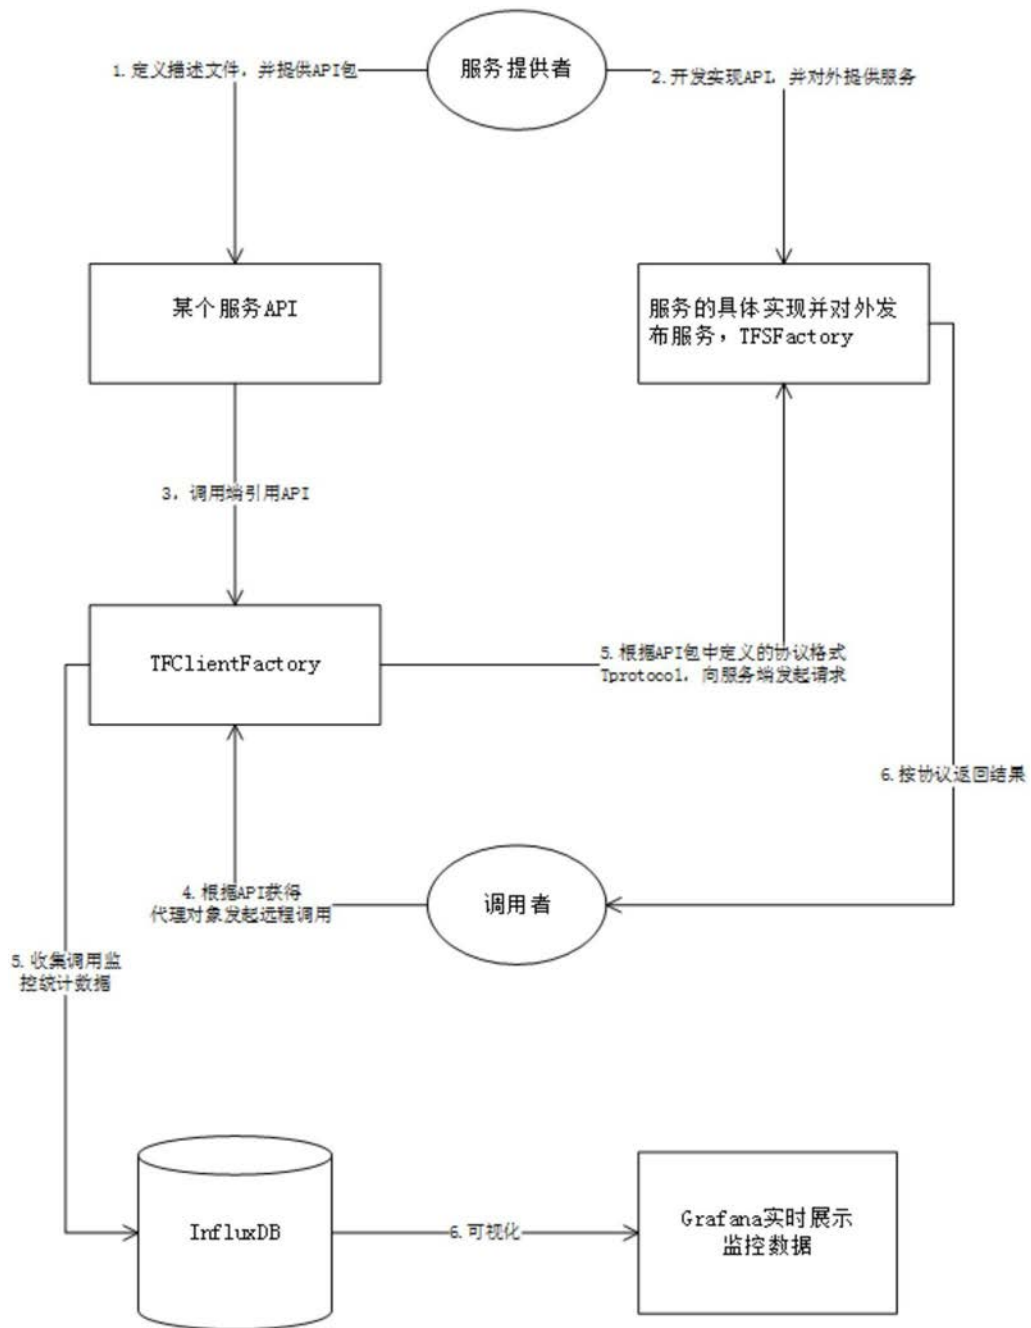 服务提供者
1.定义描述文件，并提供API包
2.开发实现API，并对外提供服务
某个服务API
服务的具体实现并对外发
布服务，TFSFactory
3，调用端引用API
TFClientFactory
5.根据API包中定义的协议格式
Tprotocol，向服务端发起请求
6.按协议返回结果
4.根据API获得
代理对象发起远程调用
调用者
5.收集调用监
控统计数据
InfluxDB
6.可视化
Grafana实时展示
监控数据